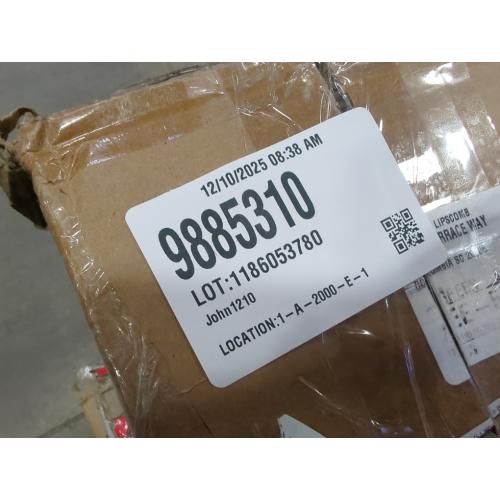 12/10/2025 08:38 AM
9885310
LOT:1186053780
John1210
LOCATION:1-A-2000-E-1
LIPSCOMB
RRACE WAY